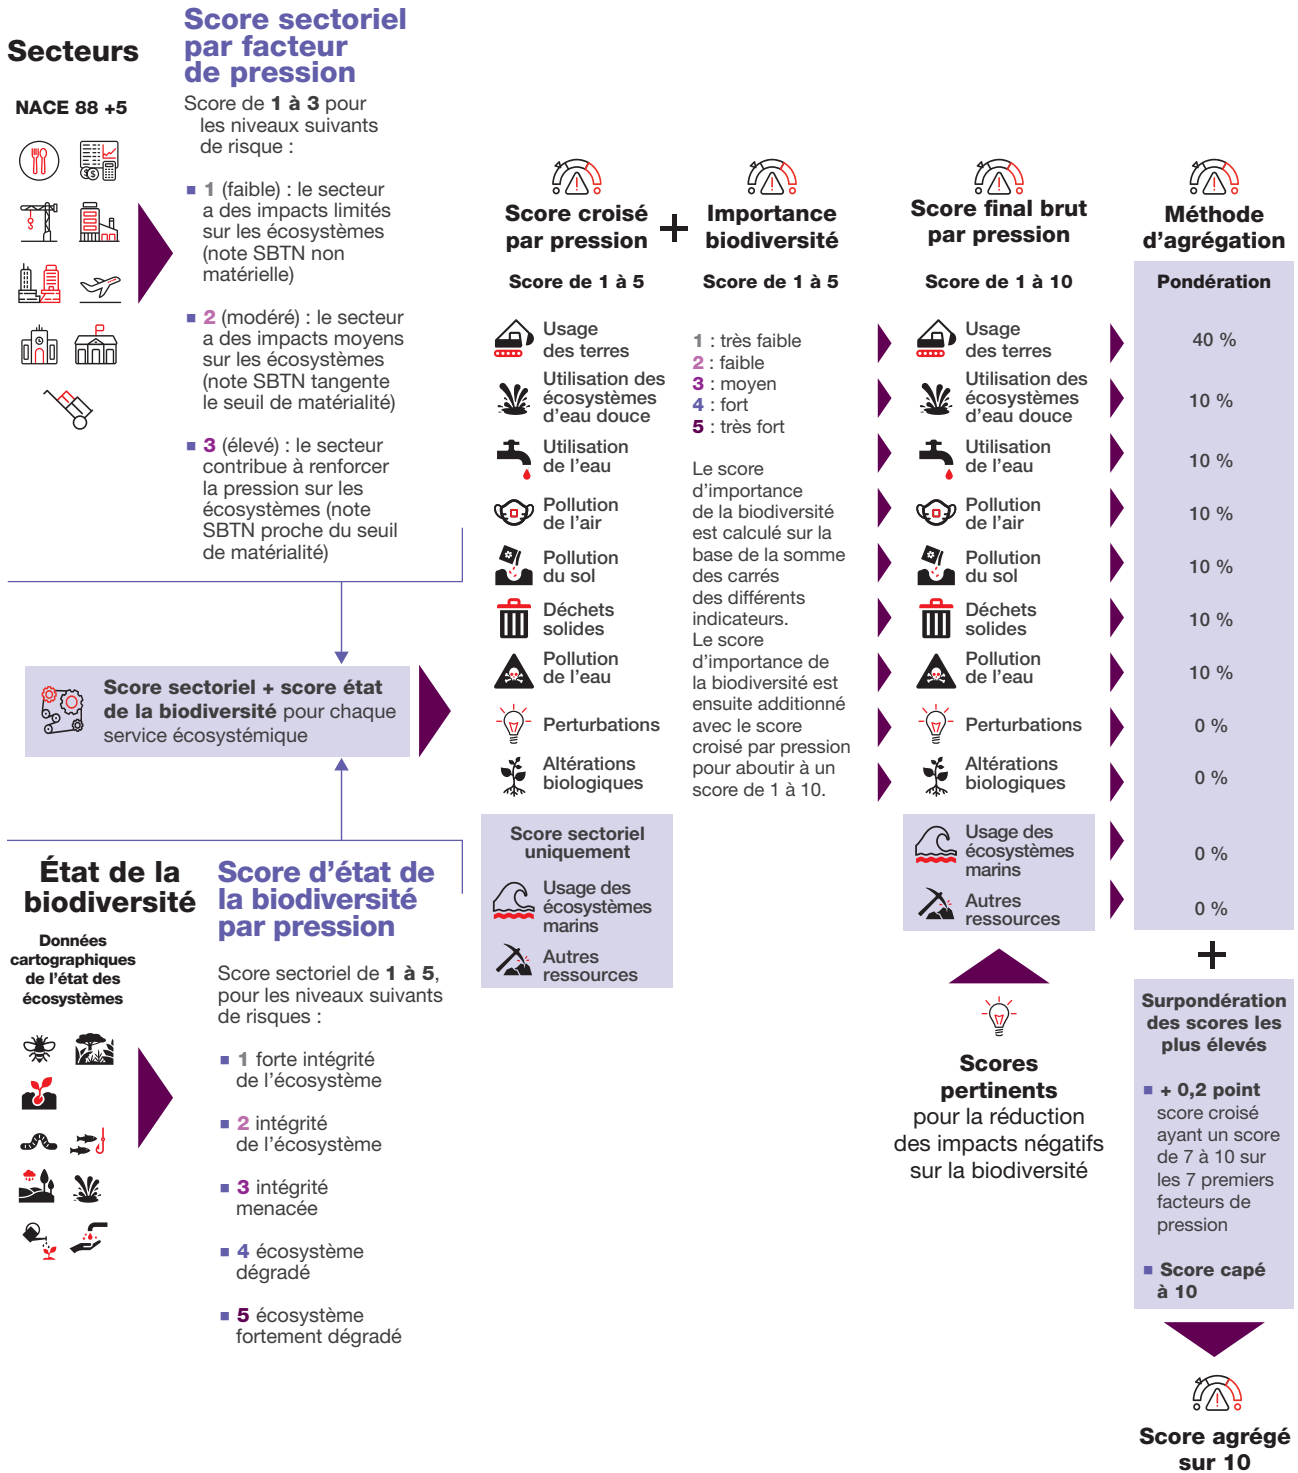 Secteurs
NACE 88 +5
Score sectoriel
par facteur
de pression
Score de 1 à 3 pour
les niveaux suivants
de risque :
1 (faible) : le secteur
a des impacts limités
sur les écosystèmes
(note SBTN non
matérielle)
2 (modéré) : le secteur
a des impacts moyens
sur les écosystèmes
(note SBTN tangente
le seuil de matérialité)
3 (élevé) : le secteur
contribue à renforcer
la pression sur les
écosystèmes (note
SBTN proche du seuil
de matérialité)
Score sectoriel + score état
de la biodiversité pour chaque
service écosystémique
État de la
biodiversité
Données
cartographiques
de l’état des
écosystèmes
Score d’état de
la biodiversité
par pression
Score sectoriel de 1 à 5,
pour les niveaux suivants
de risques :
1 forte intégrité
de l’écosystème
2 intégrité
de l’écosystème
3 intégrité
menacée
4 écosystème
dégradé
5 écosystème
fortement dégradé
Score croisé
par pression
Score de 1 à 5
Usage
des terres
Utilisation des
écosystèmes
d’eau douce
Utilisation
de l’eau
Pollution
de l’air
Pollution
du sol
Déchets
solides
Pollution
de l’eau
Perturbations
Altérations
biologiques
Score sectoriel
uniquement
Usage des
écosystèmes
marins
Autres
ressources
+
Importance
biodiversité
Score de 1 à 5
1 : très faible
2 : faible
3 : moyen
4 : fort
5 : très fort
Le score
d’importance
de la biodiversité
est calculé sur la
base de la somme
des carrés
des différents
indicateurs.
Le score
d’importance de
la biodiversité est
ensuite additionné
avec le score
croisé par pression
pour aboutir à un
score de 1 à 10.
Score final brut
par pression
Score de 1 à 10
Usage
des terres
Utilisation des
écosystèmes
d’eau douce
Utilisation
de l’eau
Pollution
de l’air
Pollution
du sol
Déchets
solides
Pollution
de l’eau
Perturbations
Altérations
biologiques
Usage des
écosystèmes
marins
Autres
ressources
Scores
pertinents
pour la réduction
des impacts négatifs
sur la biodiversité
Méthode
d’agrégation
Pondération
40 %
10 %
10 %
10 %
10 %
10 %
10 %
0 %
0 %
0 %
0 %
+
Surpondération
des scores les
plus élevés
+ 0,2 point
score croisé
ayant un score
de 7 à 10 sur
les 7 premiers
facteurs de
pression
Score capé
à 10
Score agrégé
sur 10